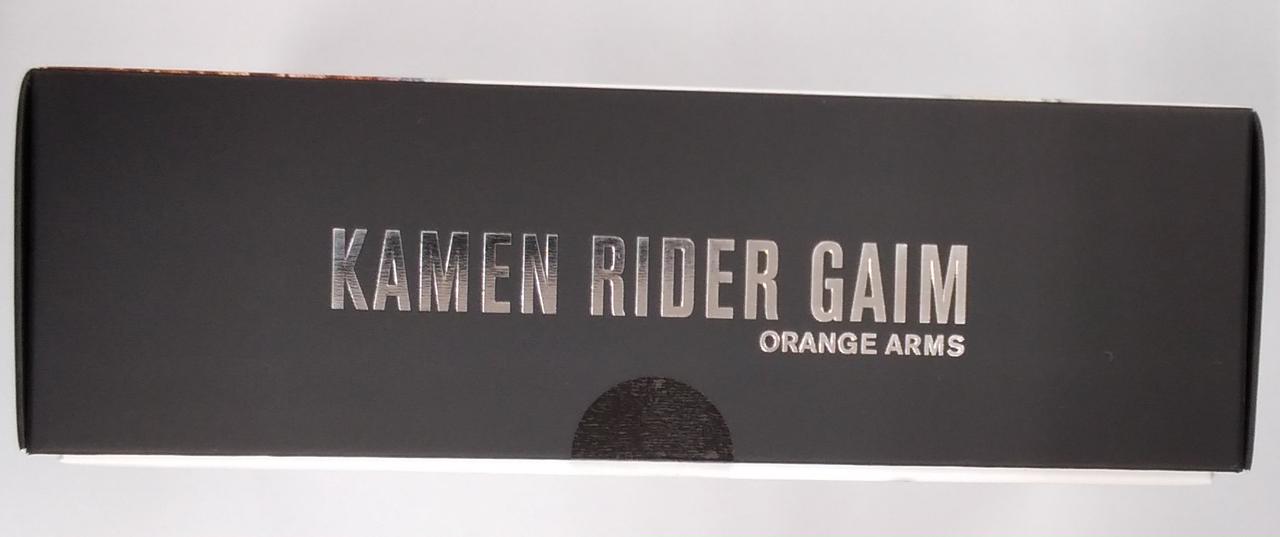 KAMEN RIDER GAIM
ORANGE ARMS